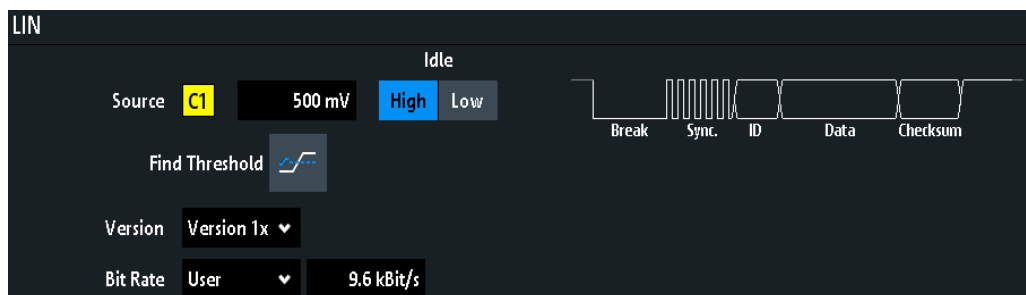 LIN
Idle
Source C1 500 mV High Low
Break Sync. ID Data Checksum
Find Threshold
Version Version 1x
Bit Rate User 9.6 kBit/s